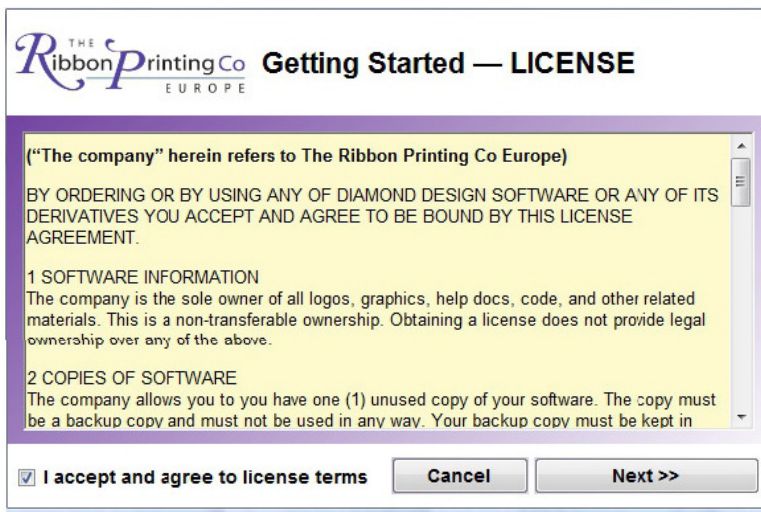 THE
Ribbon Printing Co
EUROPE
Getting Started — LICENSE
(“The company” herein refers to The Ribbon Printing Co Europe)
BY ORDERING OR BY USING ANY OF DIAMOND DESIGN SOFTWARE OR ANY OF ITS
DERIVATIVES YOU ACCEPT AND AGREE TO BE BOUND BY THIS LICENSE
AGREEMENT.
1 SOFTWARE INFORMATION
The company is the sole owner of all logos, graphics, help docs, code, and other related
materials. This is a non-transferable ownership. Obtaining a license does not provide legal
ownership over any of the above.
2 COPIES OF SOFTWARE
The company allows you to you have one (1) unused copy of your software. The copy must
be a backup copy and must not be used in any way. Your backup copy must be kept in
I accept and agree to license terms
Cancel
Next >>